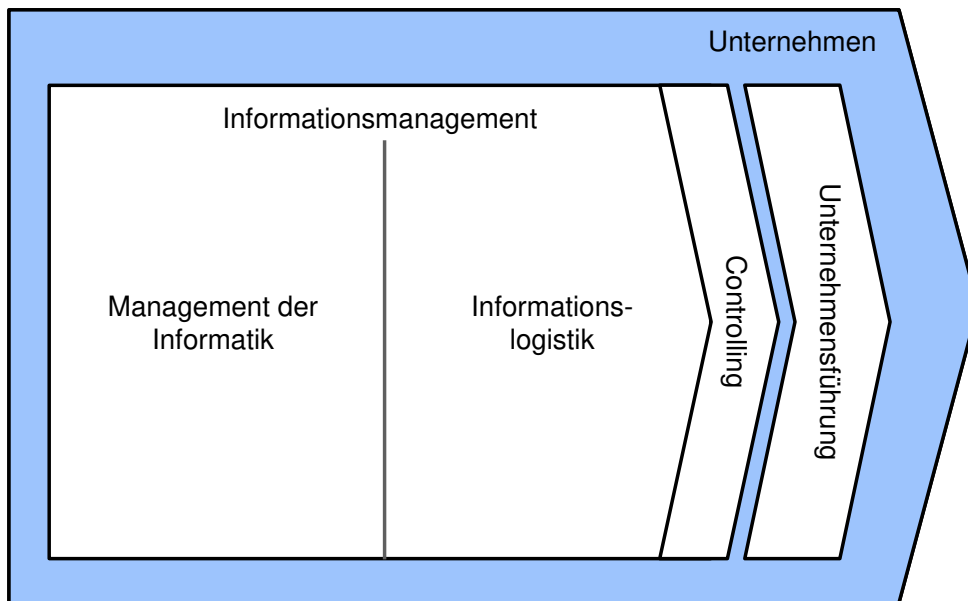 Unternehmen
Informationsmanagement
Management der
Informatik
Informations-
logistik
Controlling
Unternehmensführung